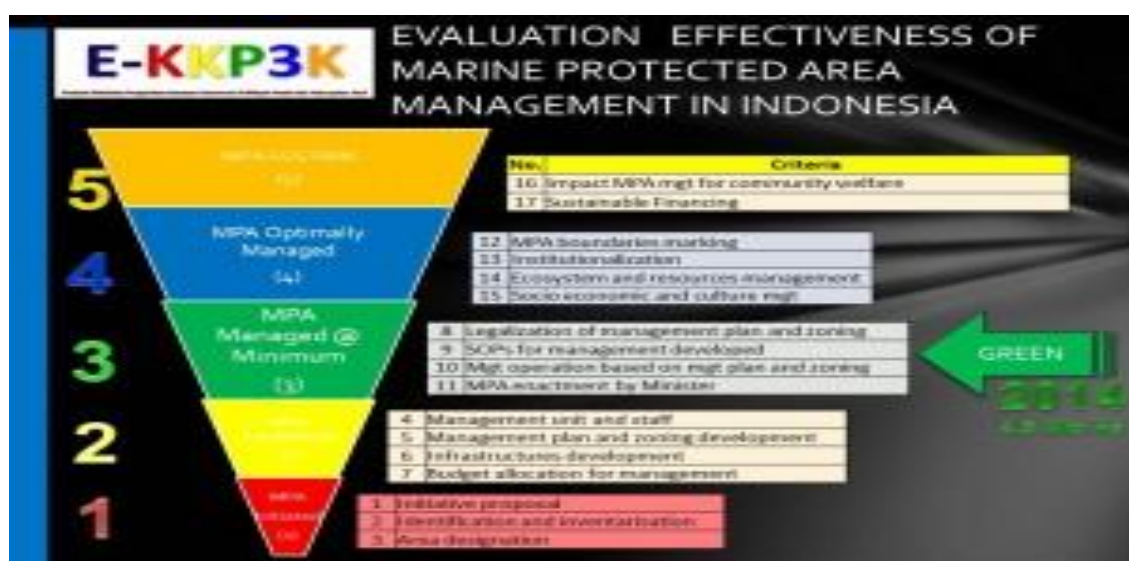 E-KKP3K
EVALUATION EFFECTIVENESS OF
MARINE PROTECTED AREA
MANAGEMENT IN INDONESIA
5
No. Criteria
16 Impact MPA mgt for community welfare
17 Sustainable Financing
4
MPA Optimally
Managed
(4)
12 MPA boundaries marking
13 Institutionalization
14 Ecosystem and resources management
15 Socio economic and culture mgt
3
MPA
Managed @
Minimum
(3)
8 Legalization of management plan and zoning
9 SOPs for management developed
10 Mgt operation based on mgt plan and zoning
11 MPA enactment by Minister
GREEN
2014
2
4 Management unit and staff
5 Management plan and zoning development
6 Infrastructures development
7 Budget allocation for management
1
MPA
1 Initiative proposal
2 Identification and inventarisation
3 Area designation